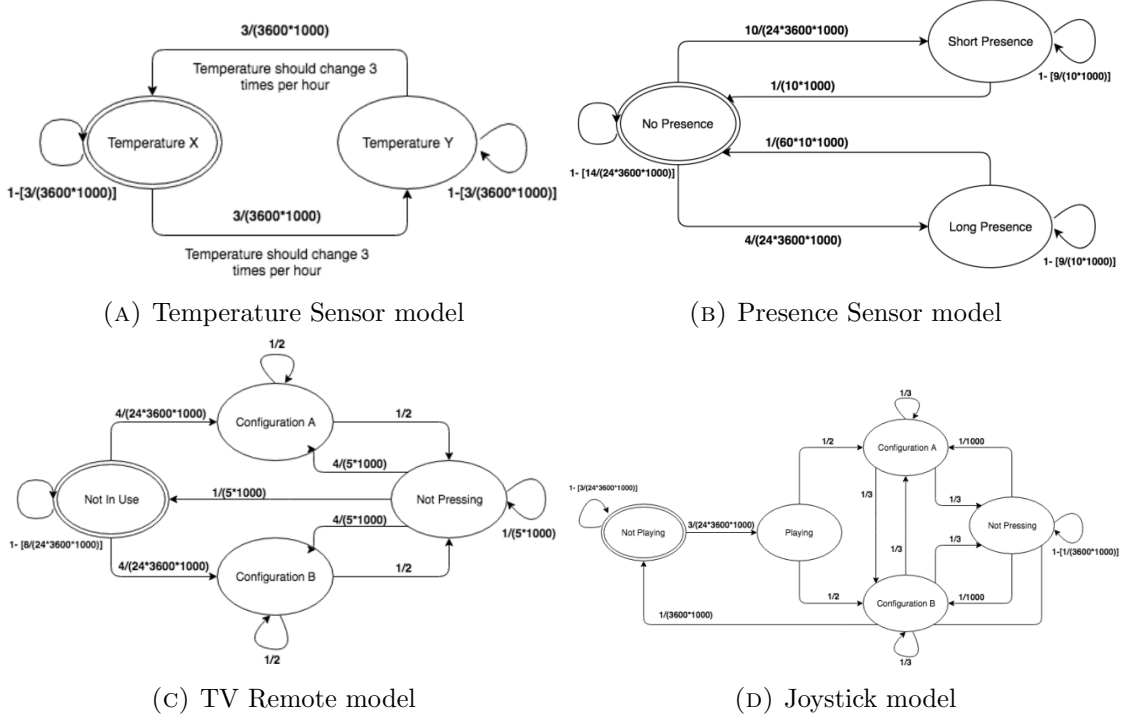 3/(3600*1000)
Temperature should change 3
times per hour
Temperature X
Temperature Y
1-[3/(3600*1000)]
1-[3/(3600*1000)]
3/(3600*1000)
Temperature should change 3
times per hour
(A) Temperature Sensor model
10/(24*3600*1000)
Short Presence
1- [9/(10*1000)]
1/(10*1000)
No Presence
1/(60*10*1000)
1- [14/(24*3600*1000)]
Long Presence
4/(24*3600*1000)
1- [9/(10*1000)]
(B) Presence Sensor model
1/2
4/(24*3600*1000)
Configuration A
1/2
4/(5*1000)
Not In Use
1/(5*1000)
Not Pressing
4/(5*1000)
1/(5*1000)
1- [8/(24*3600*1000)]
4/(24*3600*1000)
Configuration B
1/2
1/2
(C) TV Remote model
1/3
1/2
Configuration A
1/1000
1- [3/(24*3600*1000)]
1/3
1/3
Not Playing
3/(24*3600*1000)
Playing
Not Pressing
1/3
1/3
1-[1/(3600*1000)]
1/2
Configuration B
1/1000
1/(3600*1000)
1/3
(D) Joystick model